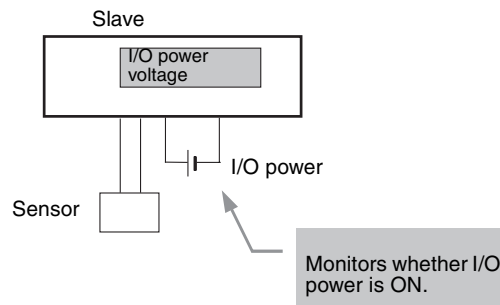 Slave
I/O power
voltage
I/O power
Sensor
Monitors whether I/O
power is ON.